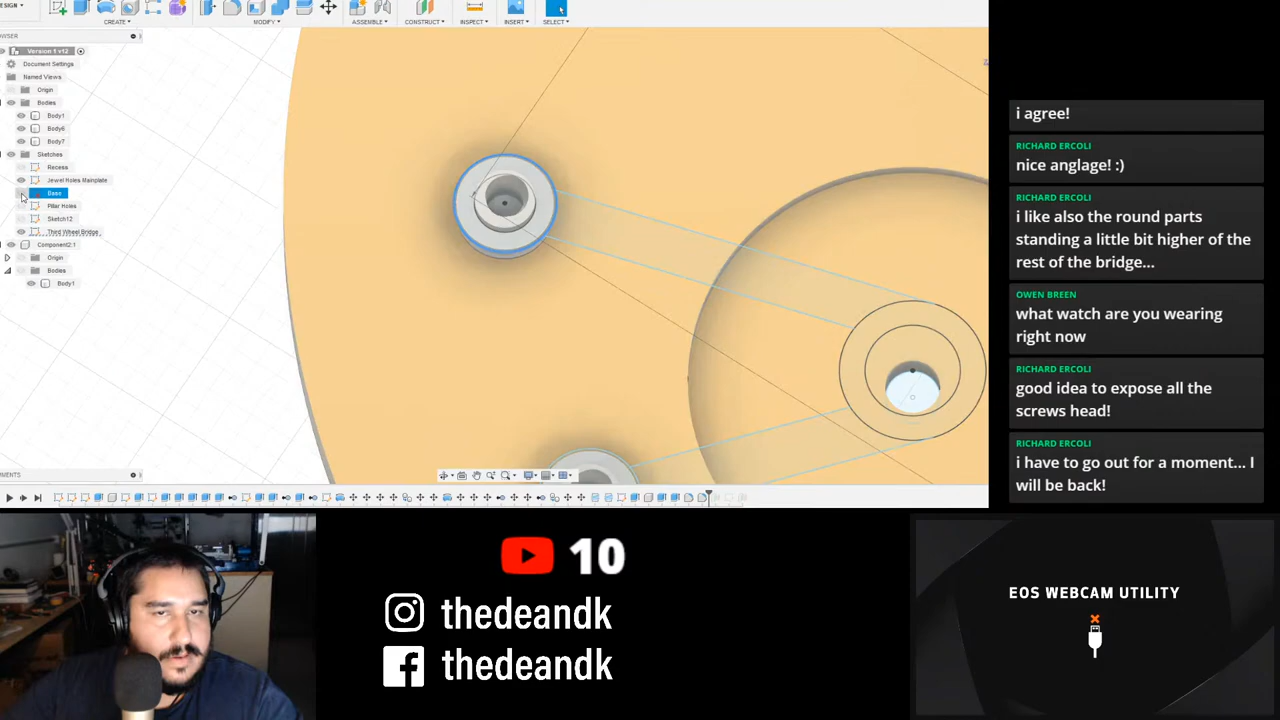 ESIGN
CREATE
MODIFY
ASSEMBLE
CONSTRUCT
INSPECT
INSERT
SELECT
ROWSER
Version 1 v12
Document Settings
Named Views
Origin
Bodies
Body1
Body6
Body7
Sketches
Recess
Jewel Holes Mainplate
Base
Pillar Holes
Sketch12
Third Wheel Bridge
Component2:1
Origin
Bodies
Body1
OMMENTS
i agree!
RICHARD ERCOLI
nice anglage! :)
RICHARD ERCOLI
i like also the round parts
standing a little bit higher of the
rest of the bridge...
OWEN BREEN
what watch are you wearing
right now
RICHARD ERCOLI
good idea to expose all the
screws head!
RICHARD ERCOLI
i have to go out for a moment... I
will be back!
10
thedeandk
thedeandk
EOS WEBCAM UTILITY